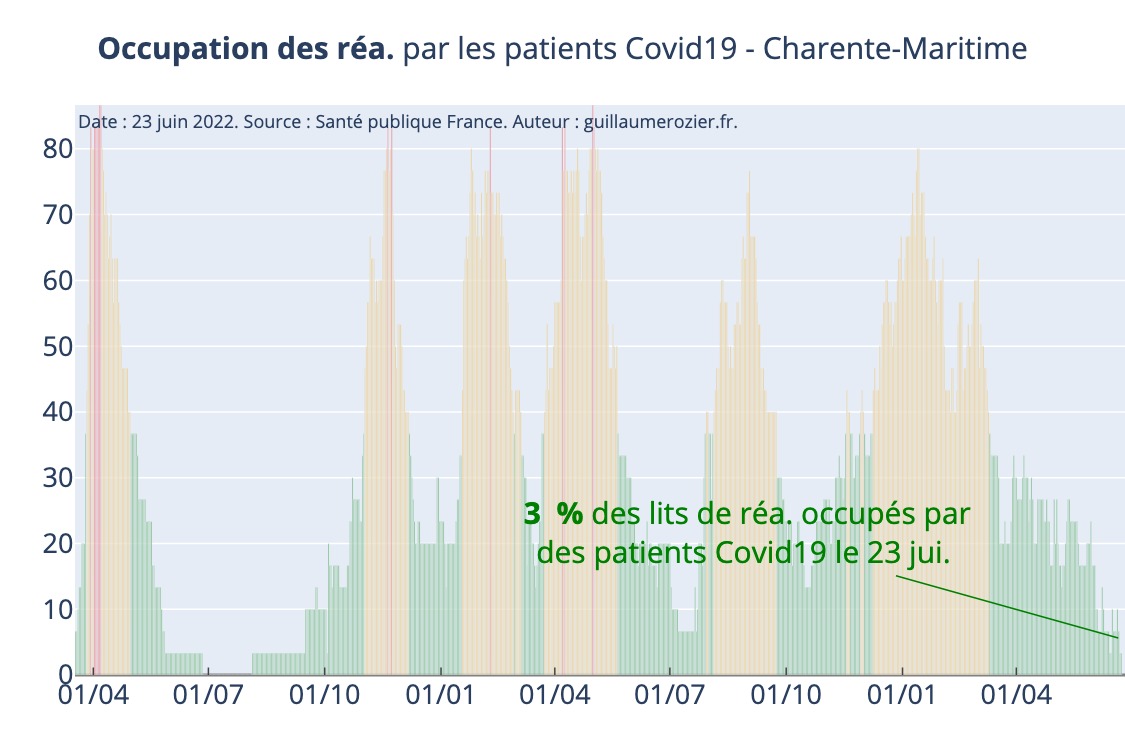 Occupation des réa. par les patients Covid19 - Charente-Maritime
Date : 23 juin 2022. Source : Santé publique France. Auteur : guillaumerozier.fr.
80
70
60
50
40
30
20
10
0
3 % des lits de réa. occupés par
des patients Covid19 le 23 jui.
01/04 01/07 01/10 01/01 01/04 01/07 01/10 01/01 01/04